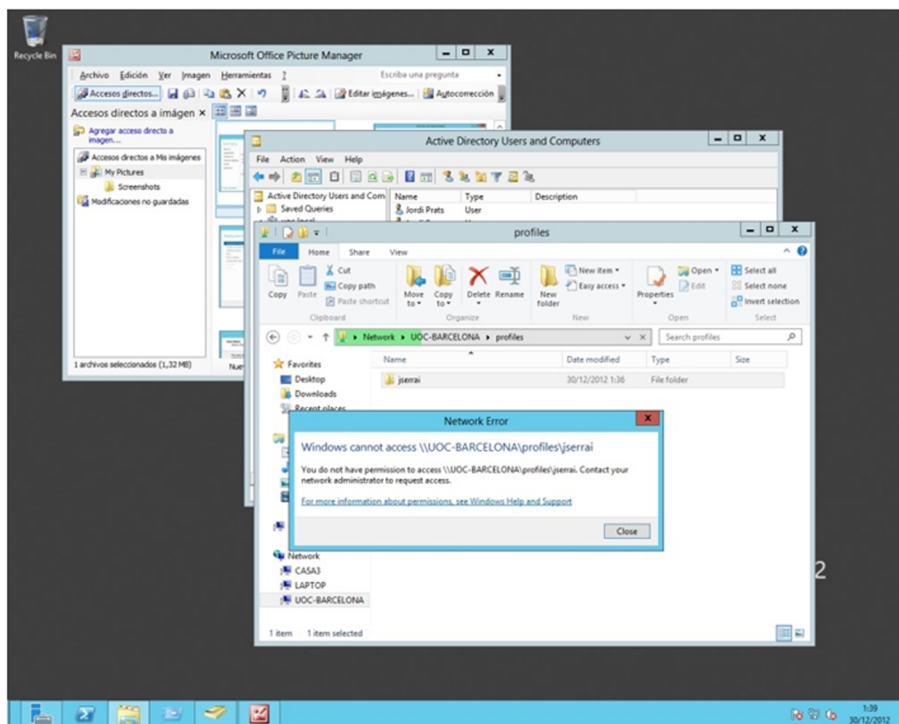 Recycle Bin
Microsoft Office Picture Manager
Archivo Edición Ver Imagen Herramientas ? Escriba una pregunta
Accesos directos... Editar imágenes... Autocorrección
Accesos directos a imágen
Agregar acceso directo a
imagen...
Accesos directos a Mis imágenes
My Pictures
Screenshots
Modificaciones no guardadas
1 archivos seleccionados (1,32 MB)
Active Directory Users and Computers
File Action View Help
Active Directory Users and Com Name Type Description
Saved Queries Jordi Prats User
profiles
File Home Share View
Copy Paste Cut
Copy path
Paste shortcut
Clipboard
Move to Copy to Delete Rename
Organize
New folder New item
Easy access
New
Properties Open
Edit
Open
Select all
Select none
Invert selection
Select
Network UOC-BARCELONA profiles Search profiles
Favorites
Desktop
Downloads
Recent places
Name Date modified Type Size
jserrai 30/12/2012 1:36 File folder
Network Error
Windows cannot access \\UOC-BARCELONA\profiles\jserrai
You do not have permission to access \\UOC-BARCELONA\profiles\jserrai. Contact your
network administrator to request access.
For more information about permissions, see Windows Help and Support
Close
Network
CASA3
LAPTOP
UOC-BARCELONA
1 item 1 item selected
2
1:39
30/12/2012